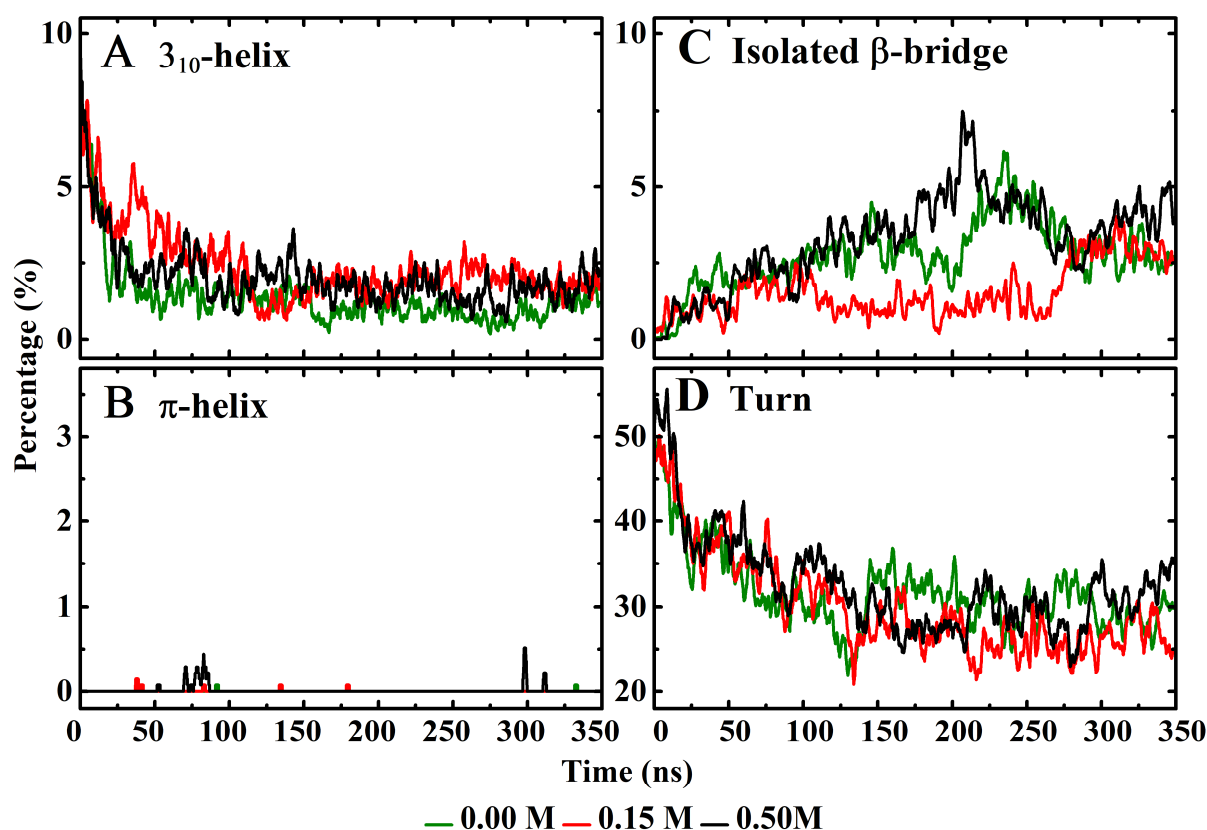 A 3₁₀-helix
C Isolated β-bridge
10
5
0
10
5
0
B π-helix
D Turn
3
2
1
0
50
40
30
20
0 50 100 150 200 250 300 350
0 50 100 150 200 250 300 350
Percentage (%)
Time (ns)
0.00 M 0.15 M 0.50M